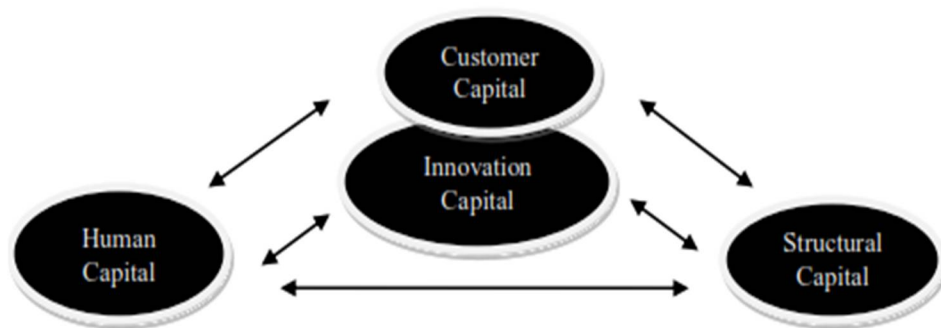 Customer
Capital
Innovation
Capital
Human
Capital
Structural
Capital